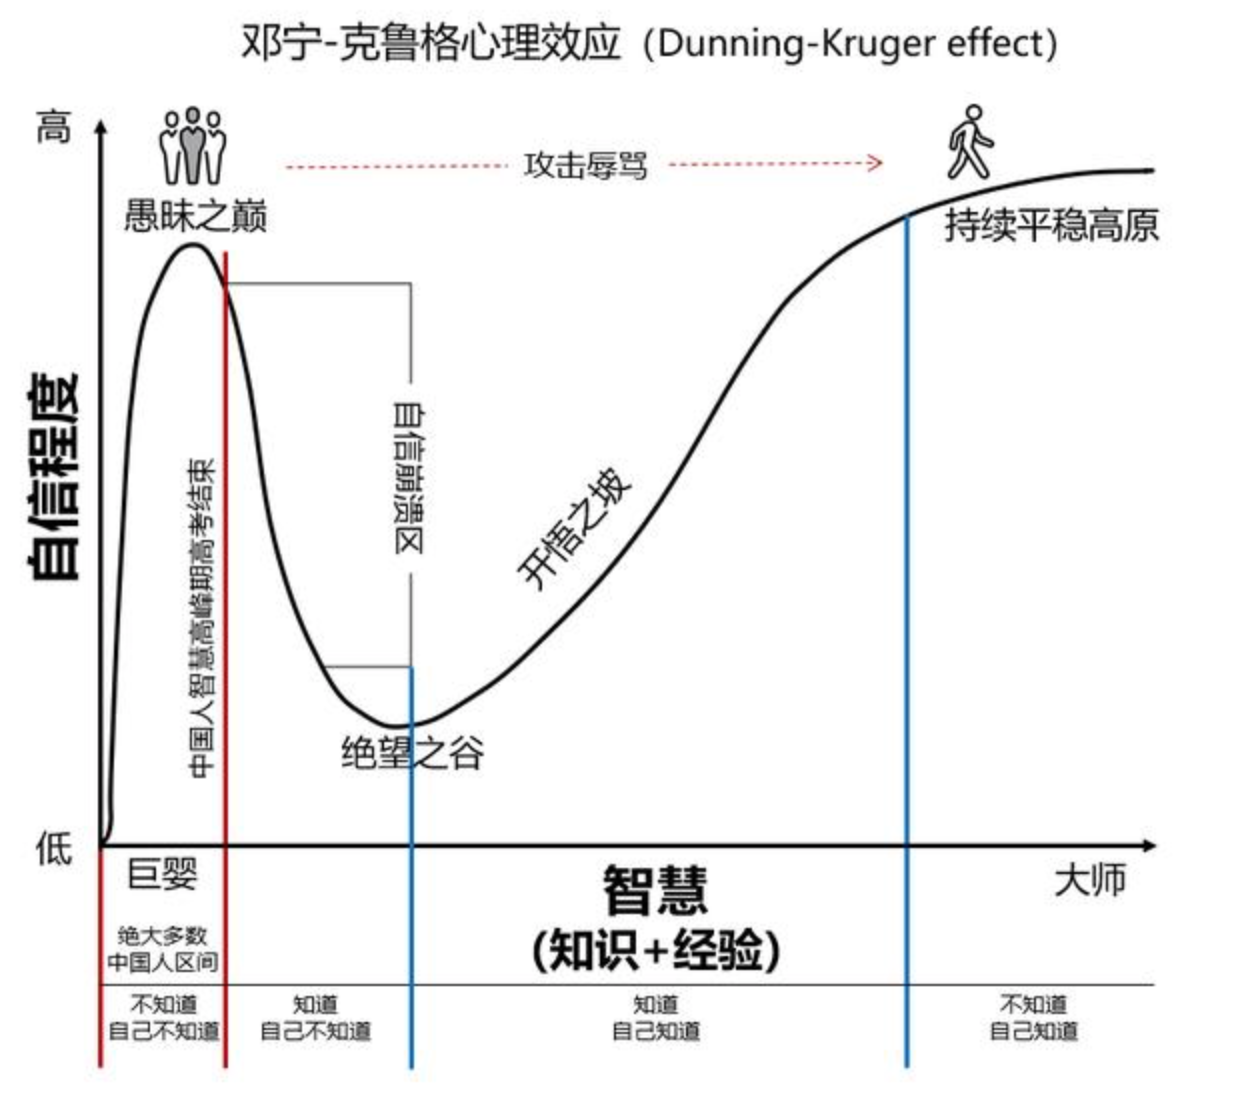 邓宁-克鲁格心理效应（Dunning-Kruger effect）
高
攻击辱骂
愚昧之巅
持续平稳高原
自信程度
自信崩溃区
中国人智慧高峰期高考结束
开悟之坡
绝望之谷
低
巨婴
智慧
(知识+经验)
大师
绝大多数
中国人区间
不知道
自己不知道
知道
自己不知道
知道
自己知道
不知道
自己知道